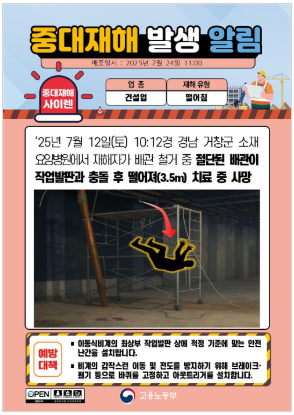 중대재해 발생 알림
배포일시 : 2025년 7월 24일 11:00
중대재해
사이렌
업 종
재해 유형
건설업
떨어짐
‘25년 7월 12일(토) 10:12경 경남 거창군 소재
요양병원에서 재해자가 배관 철거 중 절단된 배관이
작업발판과 충돌 후 떨어져(3.5m) 치료 중 사망
예방
대책
▪ 이동식비계의 최상부 작업발판 상에 적정 기준에 맞는 안전
난간을 설치합니다.
▪ 비계의 갑작스런 이동 및 전도를 방지하기 위해 브레이크·
쐐기 등으로 바퀴를 고정하고 아웃트리거를 설치합니다.
OPEN
고용노동부